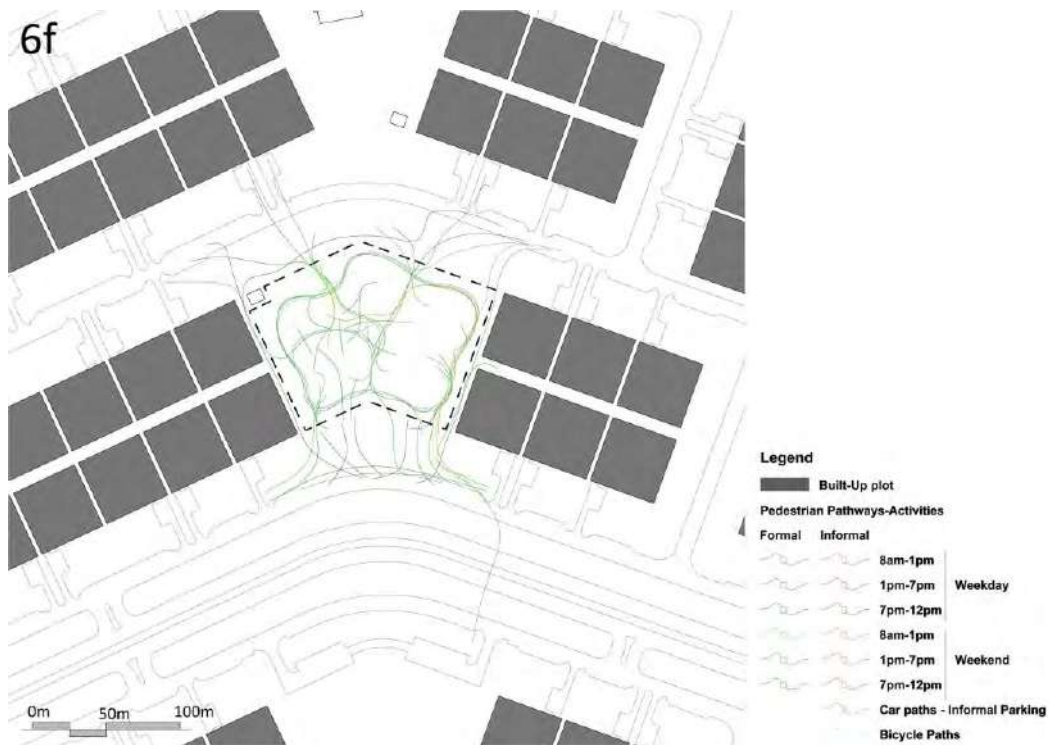 6f
0m 50m 100m
Legend
Built-Up plot
Pedestrian Pathways-Activities
Formal Informal
8am-1pm
1pm-7pm Weekday
7pm-12pm
8am-1pm
1pm-7pm Weekend
7pm-12pm
Car paths - Informal Parking
Bicycle Paths